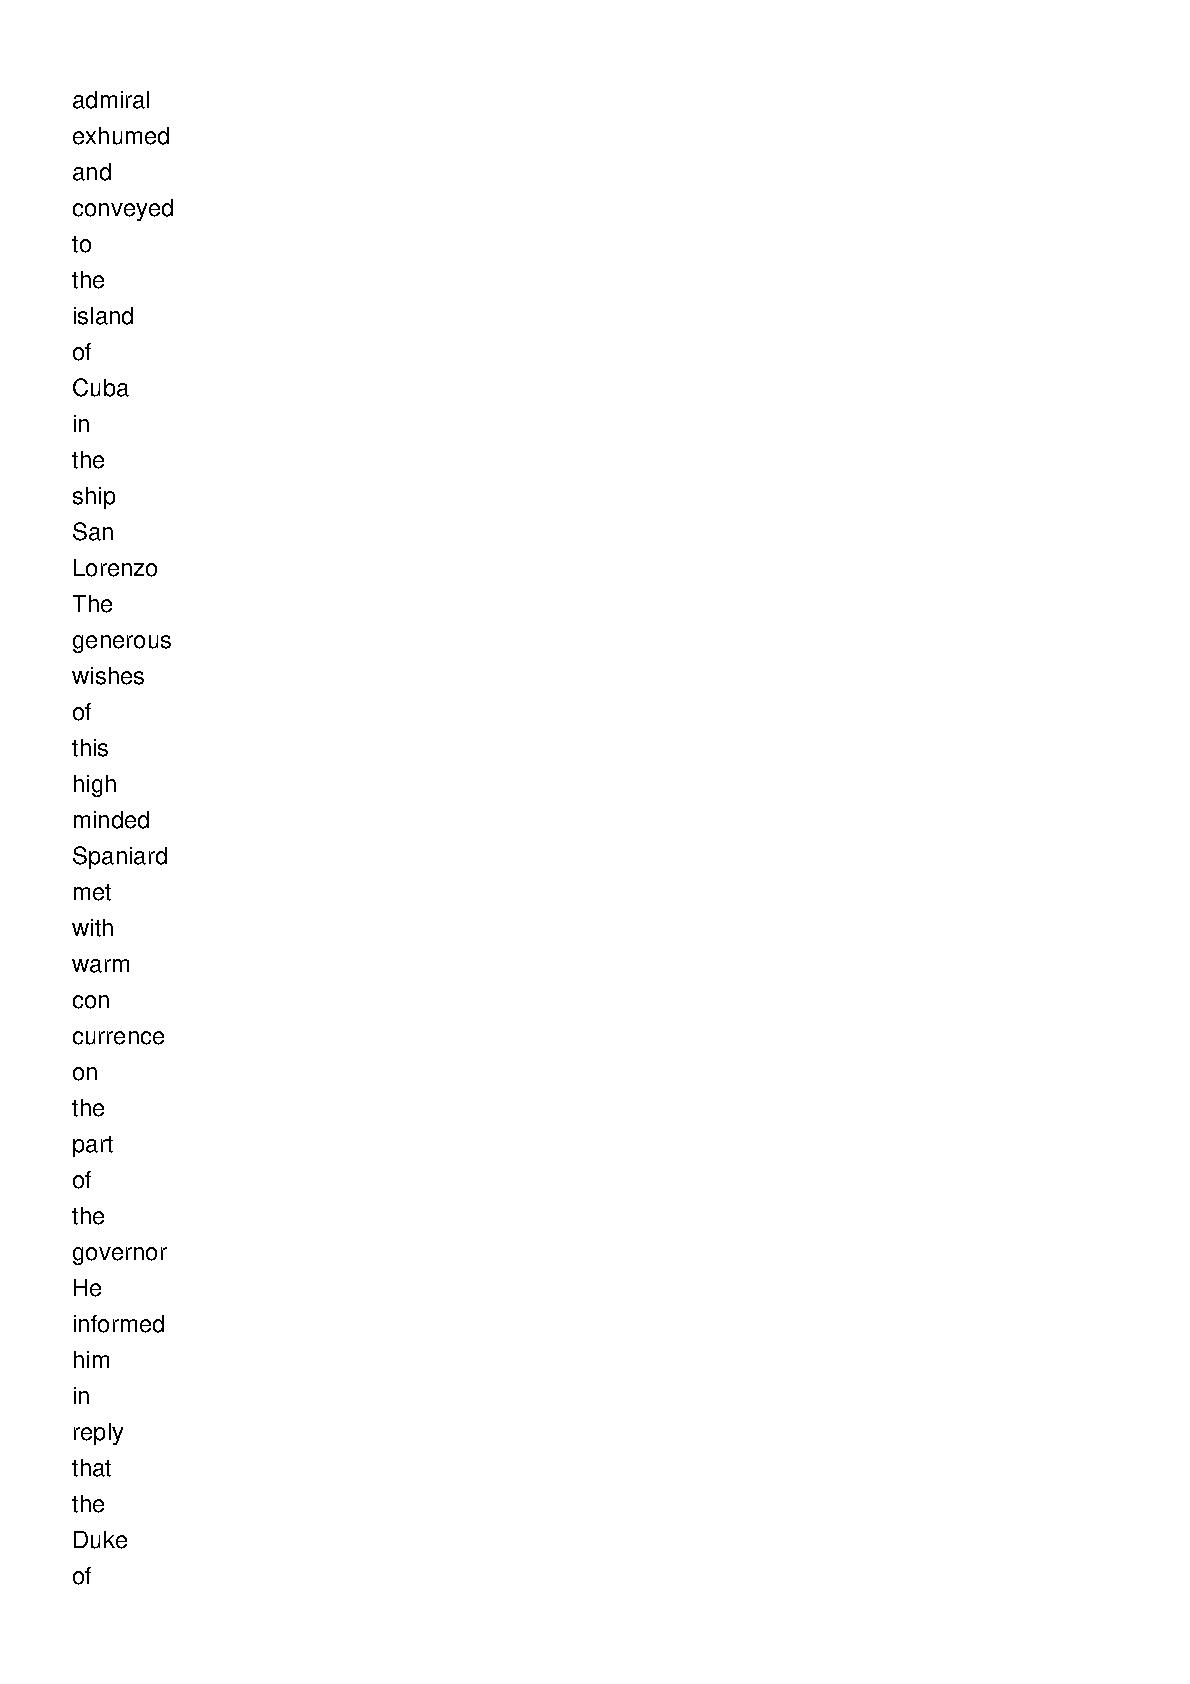 admiral
exhumed
and
conveyed
to
the
island
of
Cuba
in
the
ship
San
Lorenzo
The
generous
wishes
of
this
high
minded
Spaniard
met
with
warm
con
currence
on
the
part
of
the
governor
He
informed
him
in
reply
that
the
Duke
of